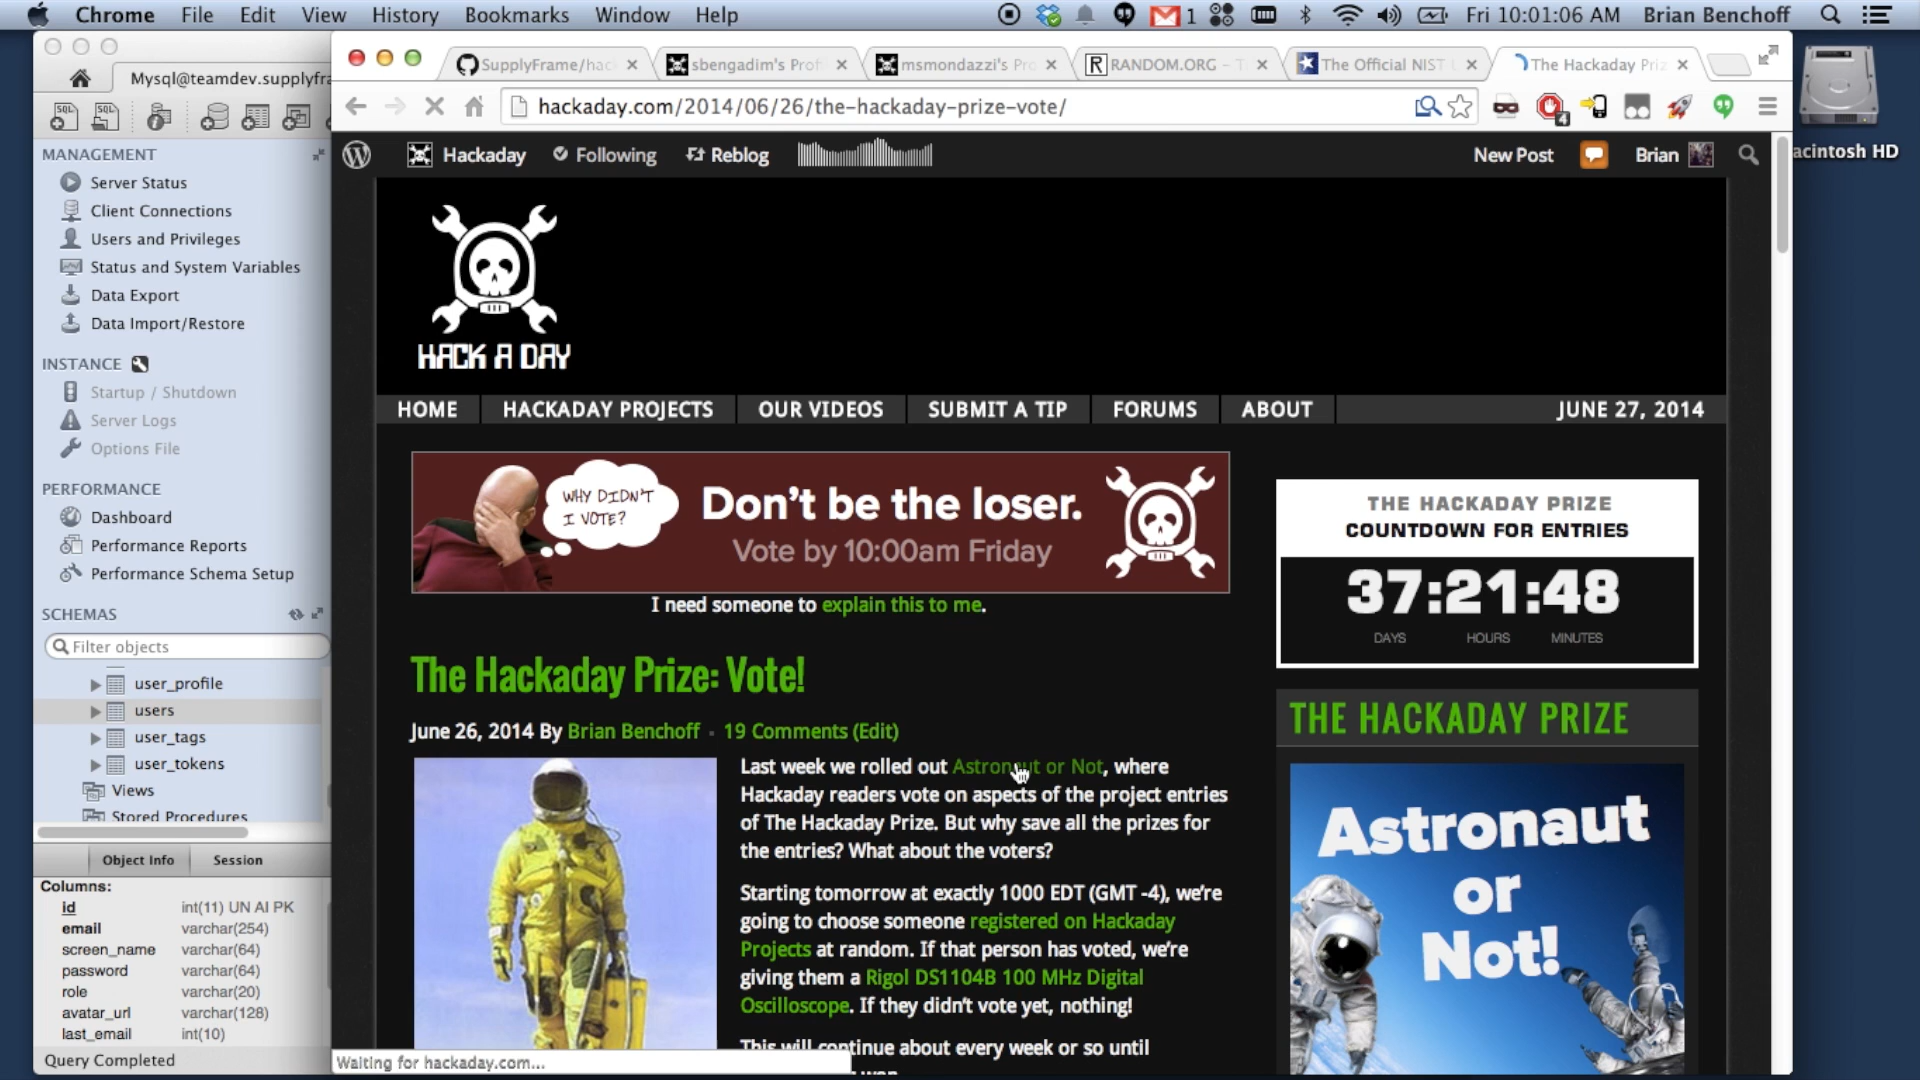 Chrome File Edit View History Bookmarks Window Help 1 Fri 10:01:06 AM Brian Benchoff
Mysql@teamdev.supplyfra
SupplyFrame/hac
sbengadim's Prof
msmondazzi's Pro
RANDOM.ORG - T
The Official NIST U
The Hackaday Priz
hackaday.com/2014/06/26/the-hackaday-prize-vote/
4
acintosh HD
SQL SQL
MANAGEMENT
Server Status
Client Connections
Users and Privileges
Status and System Variables
Data Export
Data Import/Restore
INSTANCE
Startup / Shutdown
Server Logs
Options File
PERFORMANCE
Dashboard
Performance Reports
Performance Schema Setup
SCHEMAS
Filter objects
user_profile
users
user_tags
user_tokens
Views
Stored Procedures
Object Info Session
Columns:
id int(11) UN AI PK
email varchar(254)
screen_name varchar(64)
password varchar(64)
role varchar(20)
avatar_url varchar(128)
last_email int(10)
Query Completed
Hackaday Following Reblog New Post Brian
HACK A DAY
HOME HACKADAY PROJECTS OUR VIDEOS SUBMIT A TIP FORUMS ABOUT JUNE 27, 2014
WHY DIDN'T
I VOTE?
Don't be the loser.
Vote by 10:00am Friday
I need someone to explain this to me.
The Hackaday Prize: Vote!
June 26, 2014 By Brian Benchoff 19 Comments (Edit)
Last week we rolled out Astronaut or Not, where
Hackaday readers vote on aspects of the project entries
of The Hackaday Prize. But why save all the prizes for
the entries? What about the voters?
Starting tomorrow at exactly 1000 EDT (GMT -4), we're
going to choose someone registered on Hackaday
Projects at random. If that person has voted, we're
giving them a Rigol DS1104B 100 MHz Digital
Oscilloscope. If they didn't vote yet, nothing!
This will continue about every week or so until
THE HACKADAY PRIZE
COUNTDOWN FOR ENTRIES
37:21:48
DAYS HOURS MINUTES
THE HACKADAY PRIZE
Astronaut
or
Not!
Waiting for hackaday.com...